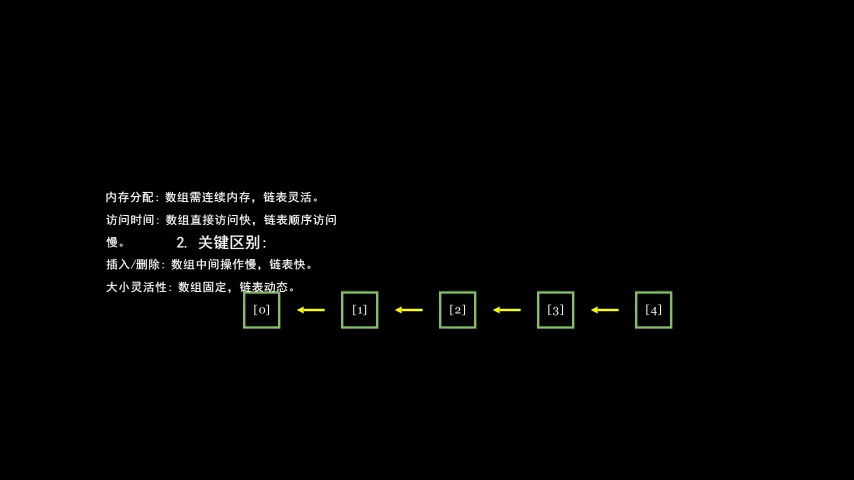 内存分配：数组需连续内存，链表灵活。
访问时间：数组直接访问快，链表顺序访问
慢。
2. 关键区别：
插入/删除：数组中间操作慢，链表快。
大小灵活性：数组固定，链表动态。
[0] [1] [2] [3] [4]